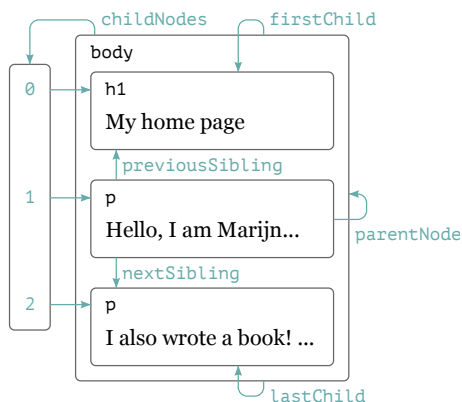 childNodes
firstChild
body
0
h1
My home page
previousSibling
1
p
Hello, I am Marijn...
parentNode
nextSibling
2
p
I also wrote a book! ...
lastChild